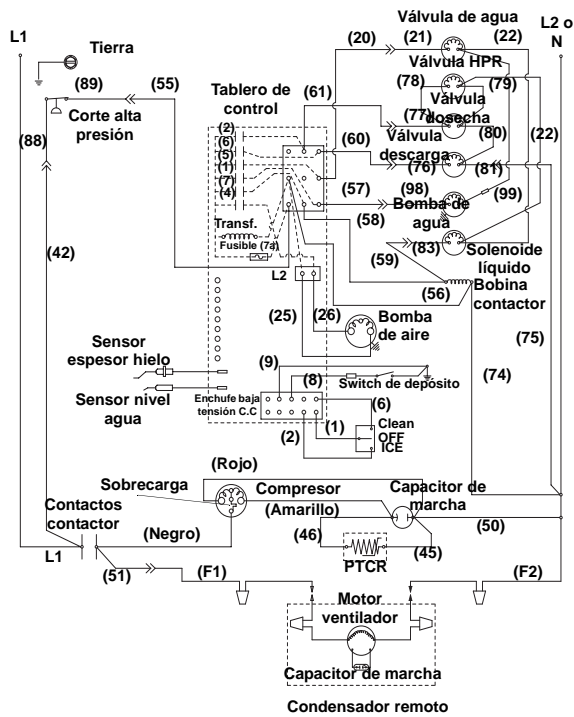 Válvula de agua
L1
L2 o
N
(20)
(21)
(22)
Tierra
Válvula HPR
(89)
(55)
Tablero de
control
(61)
(78)
(79)
(77)
Válvula
dosecha
Corte alta
presión
(88)
(2)
(6)
(5)
(1)
(7)
(4)
(60)
(80)
(22)
Válvula
descarga
(76)
(81)
(57)
(98)
(99)
Bomba de
agua
(58)
Transf.
Fusible (7a)
(42)
(59)
(83)
Solenoide
líquido
L2
Bobina
contactor
(56)
(25)
(26)
Bomba
de aire
(75)
(74)
Sensor
espesor hielo
(9)
(8)
Switch de depósito
Sensor nivel
agua
Enchufe baja
tensión C.C
(6)
(2)
(1)
Clean
OFF
ICE
(Rojo)
Sobrecarga
Compresor
Capacitor de
marcha
(Amarillo)
Contactos
contactor
(Negro)
(46)
(45)
(50)
L1
PTCR
(51)
(F1)
(F2)
Motor
ventilador
Capacitor de marcha
Condensador remoto